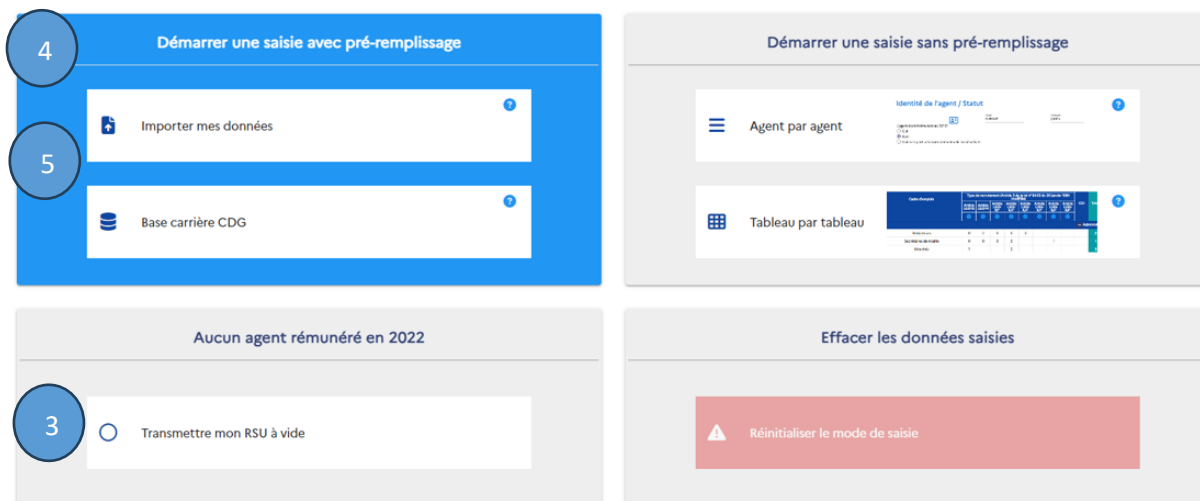 4
Démarrer une saisie avec pré-remplissage
Importer mes données
5
Base carrière CDG
Démarrer une saisie sans pré-remplissage
Agent par agent
Identité de l'agent / Statut
Tableau par tableau
Cadre d'emplois
Aucun agent rémunéré en 2022
3
Transmettre mon RSU à vide
Effacer les données saisies
Réinitialiser le mode de saisie